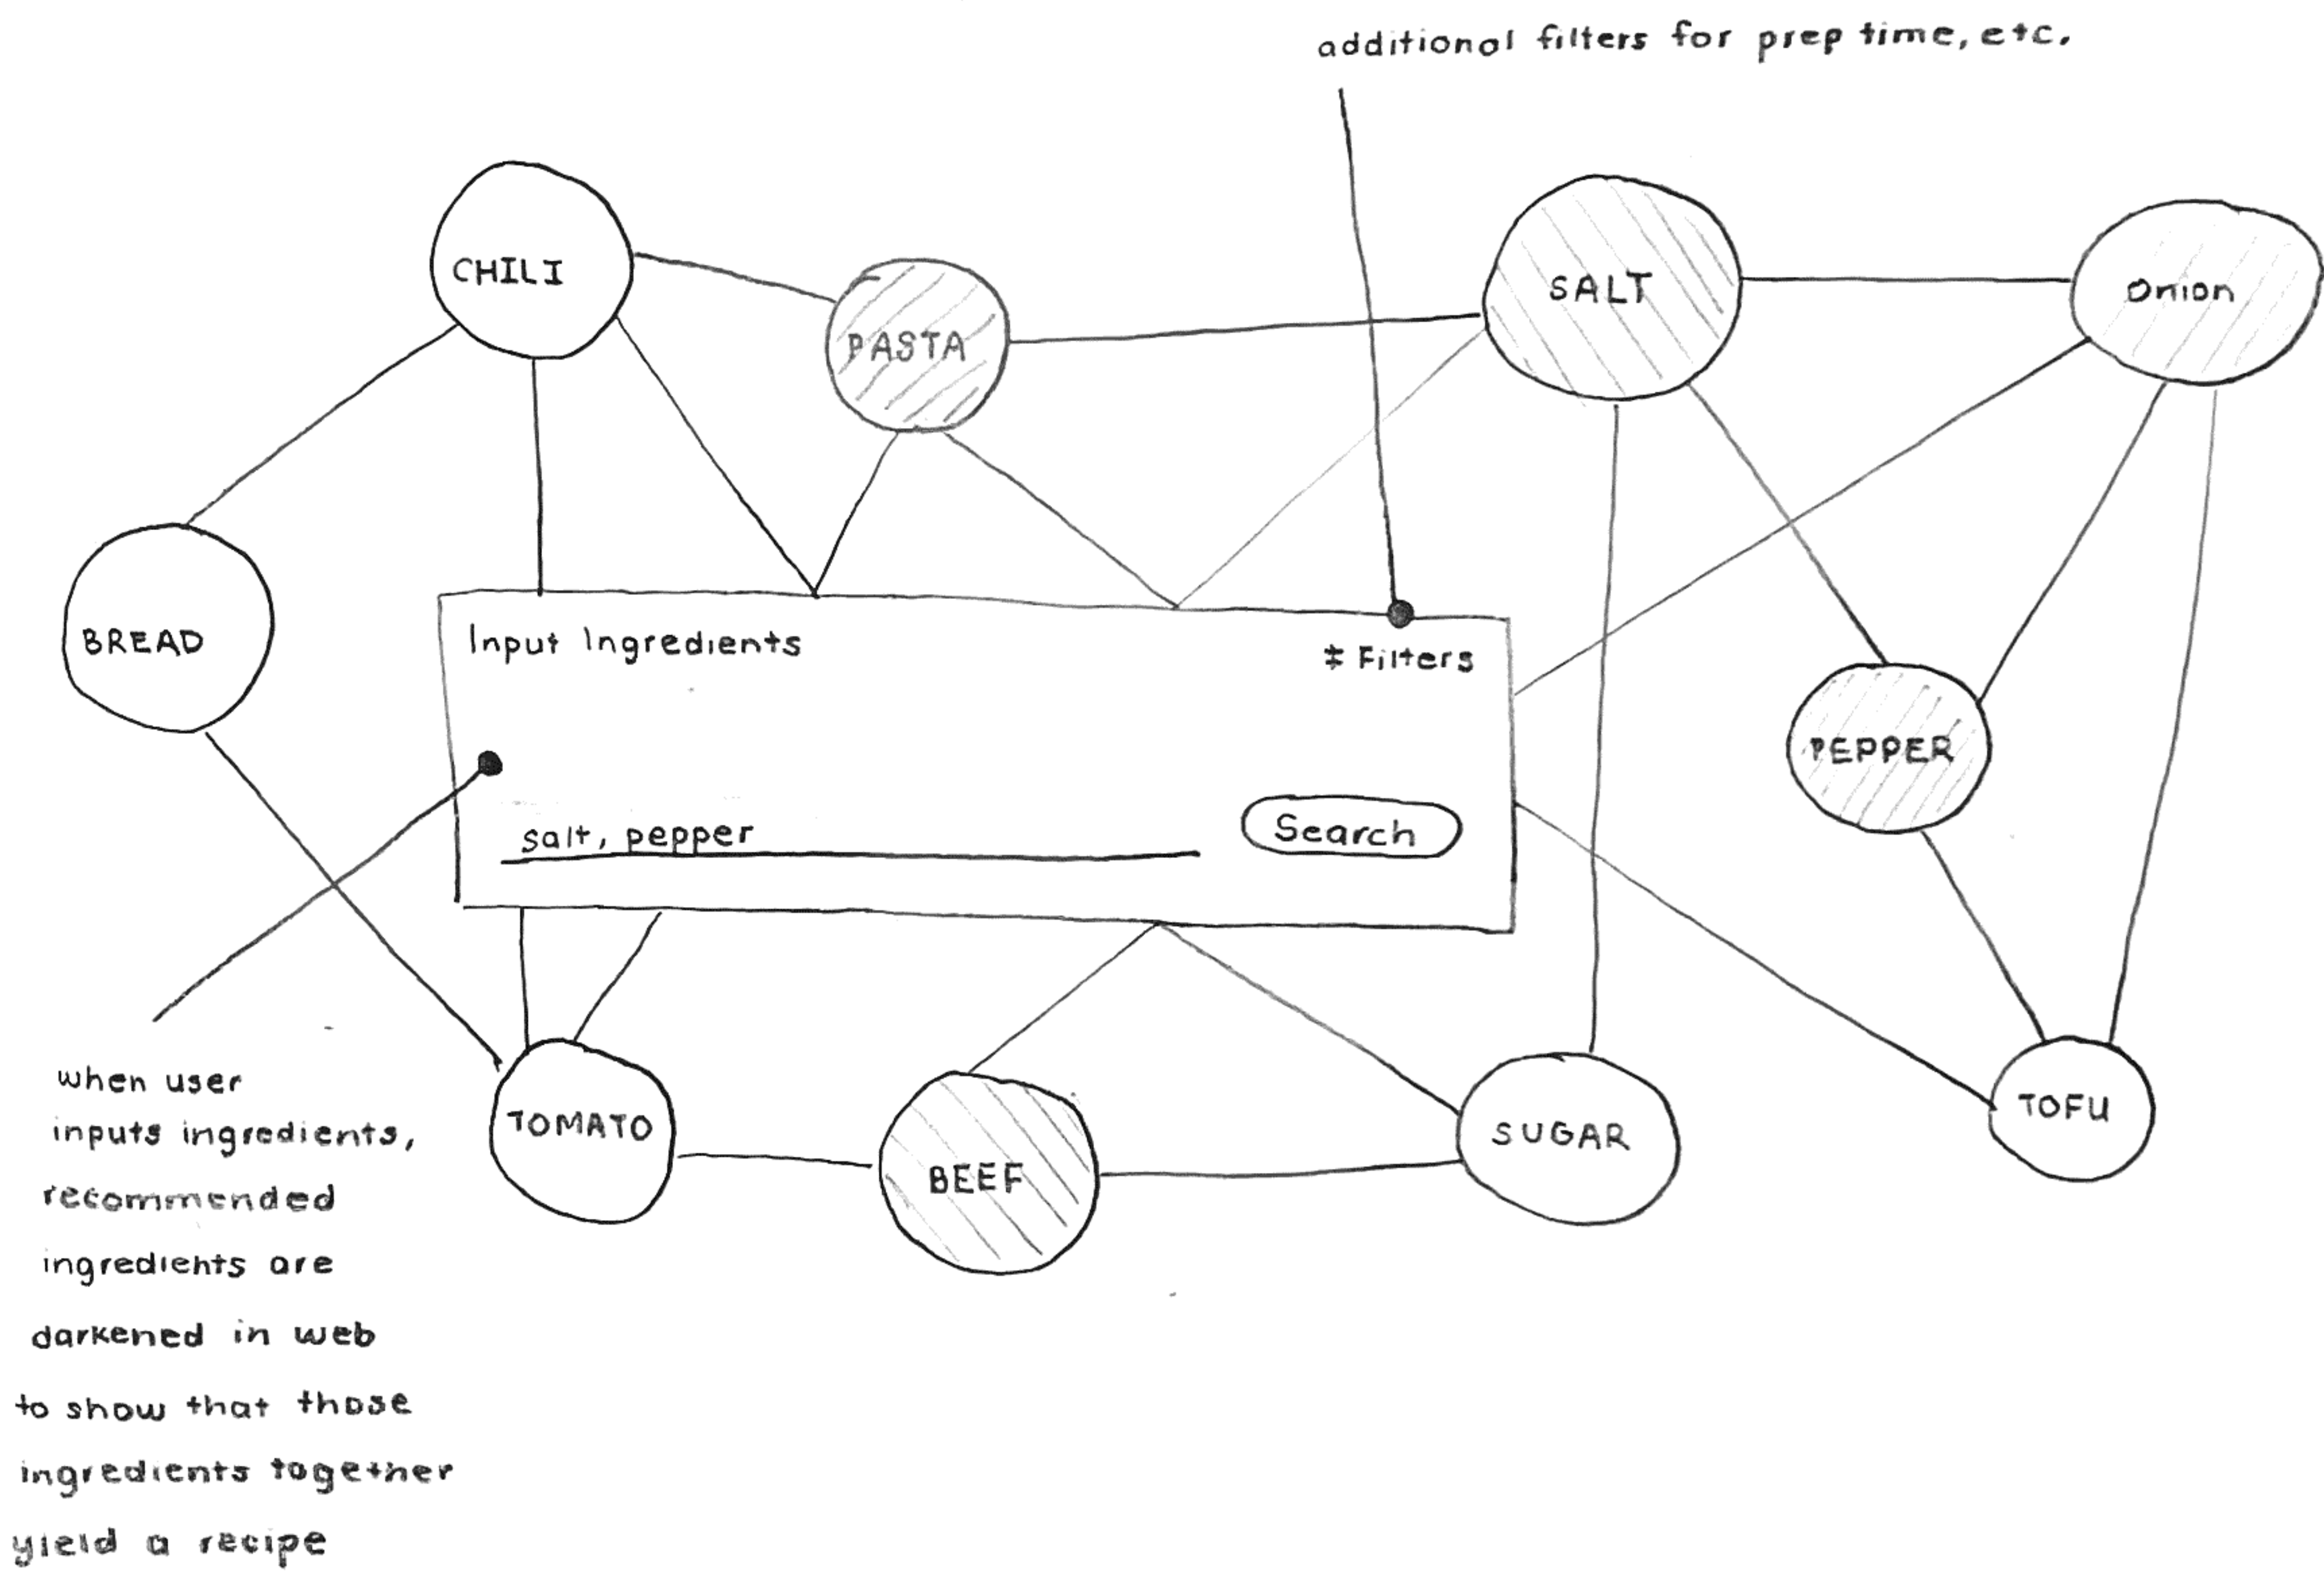 additional filters for prep time, etc.
CHILI
PASTA
SALT
Onion
BREAD
Input Ingredients
‡ Filters
PEPPER
salt, pepper
Search
TOMATO
BEEF
SUGAR
TOFU
when user
inputs ingredients,
recommended
ingredients are
darkened in web
to show that those
ingredients together
yield a recipe